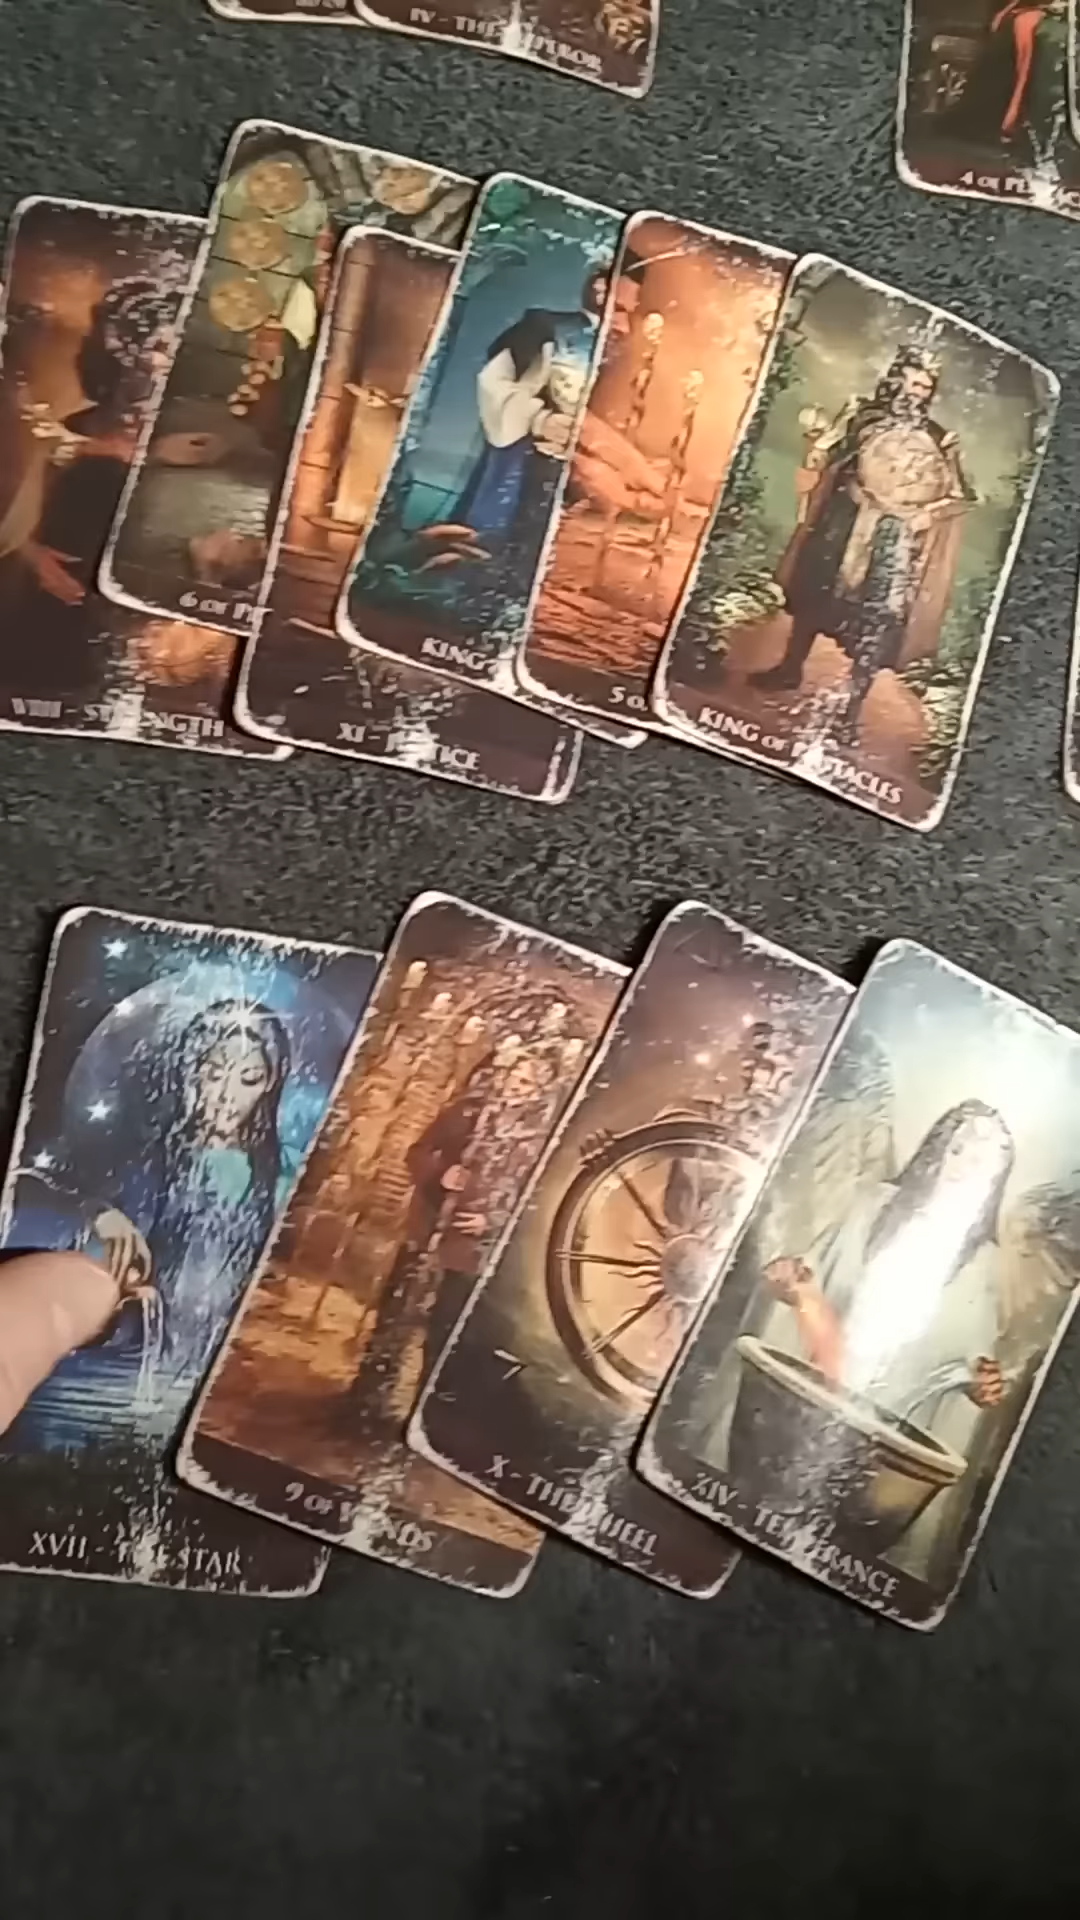 IV - THE EMPEROR
4 OF
6 OF
KING
5 O
KING OF PENTACLES
VIII - STRENGTH
XI - JUSTICE
XVII - THE STAR
9 OF WANDS
X - THE WHEEL
XIV - TEMPERANCE